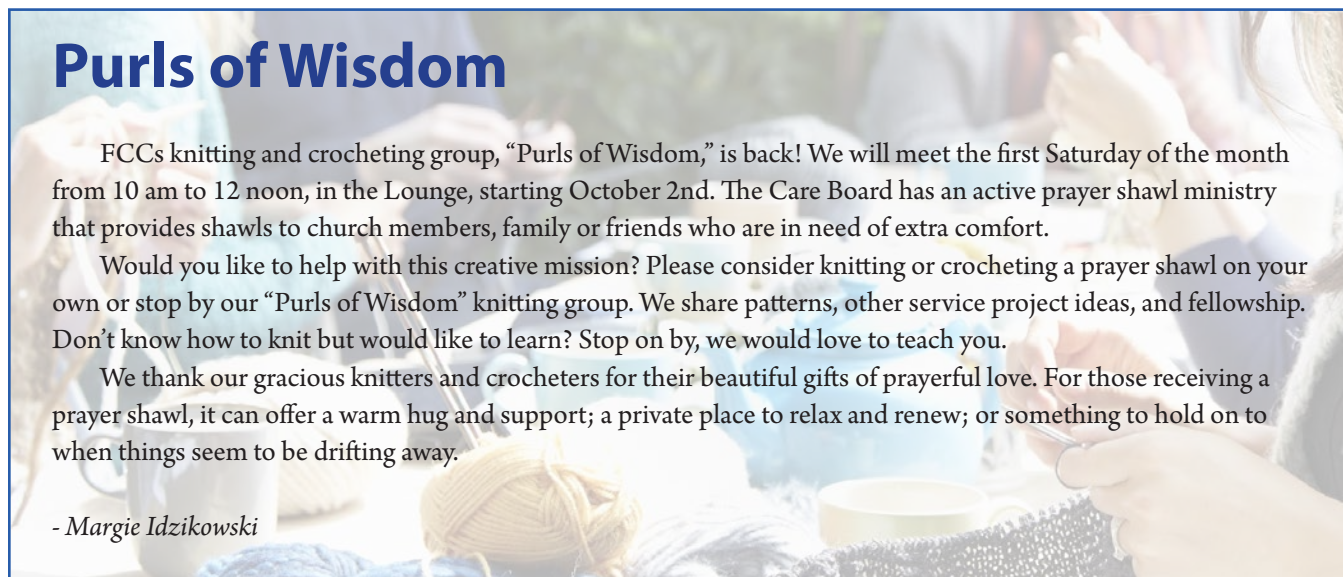 Purls of Wisdom
FCCs knitting and crocheting group, “Purls of Wisdom,” is back! We will meet the first Saturday of the month
from 10 am to 12 noon, in the Lounge, starting October 2nd. The Care Board has an active prayer shawl ministry
that provides shawls to church members, family or friends who are in need of extra comfort.
Would you like to help with this creative mission? Please consider knitting or crocheting a prayer shawl on your
own or stop by our “Purls of Wisdom” knitting group. We share patterns, other service project ideas, and fellowship.
Don’t know how to knit but would like to learn? Stop on by, we would love to teach you.
We thank our gracious knitters and crocheters for their beautiful gifts of prayerful love. For those receiving a
prayer shawl, it can offer a warm hug and support; a private place to relax and renew; or something to hold on to
when things seem to be drifting away.
- Margie Idzikowski